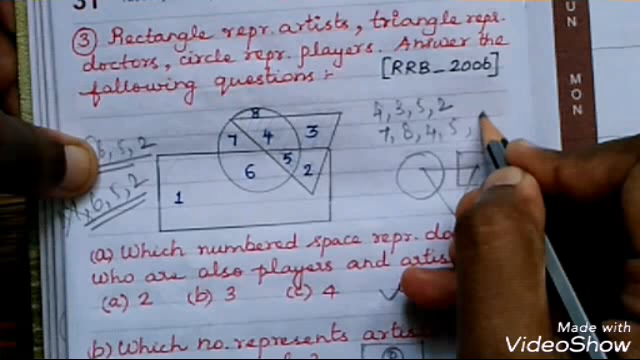 31
③ Rectangle repr. artists, triangle repr.
doctors, circle repr. players. Answer the
following questions :-
[RRB_2006]
UN
MON
8
7 4 3
5
6 2
1
4, 3, 5, 2
7, 8, 4, 5,
6, 5, 2
6, 5, 2
(a) Which numbered space repr. do
who are also players and artis
(a) 2 (b) 3 (c) 4 ✓
(b) Which no. represents artis
Made with
VideoShow